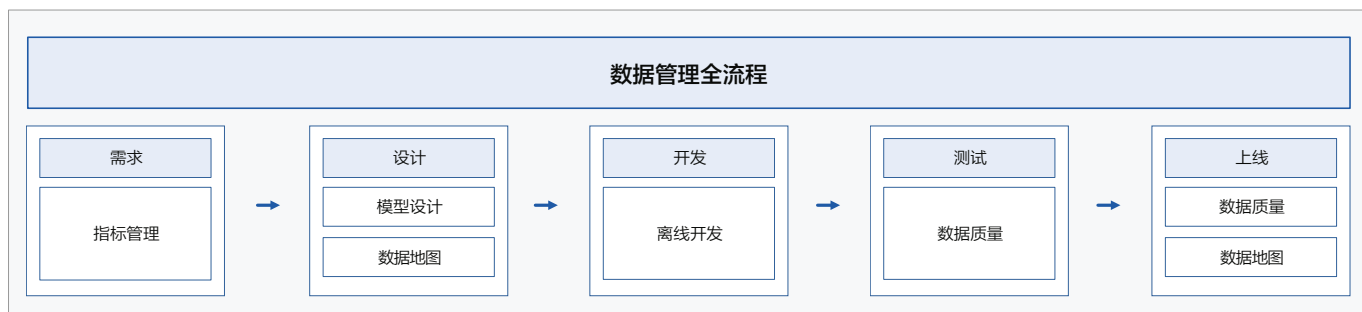 数据管理全流程
需求
指标管理
设计
模型设计
数据地图
开发
离线开发
测试
数据质量
上线
数据质量
数据地图